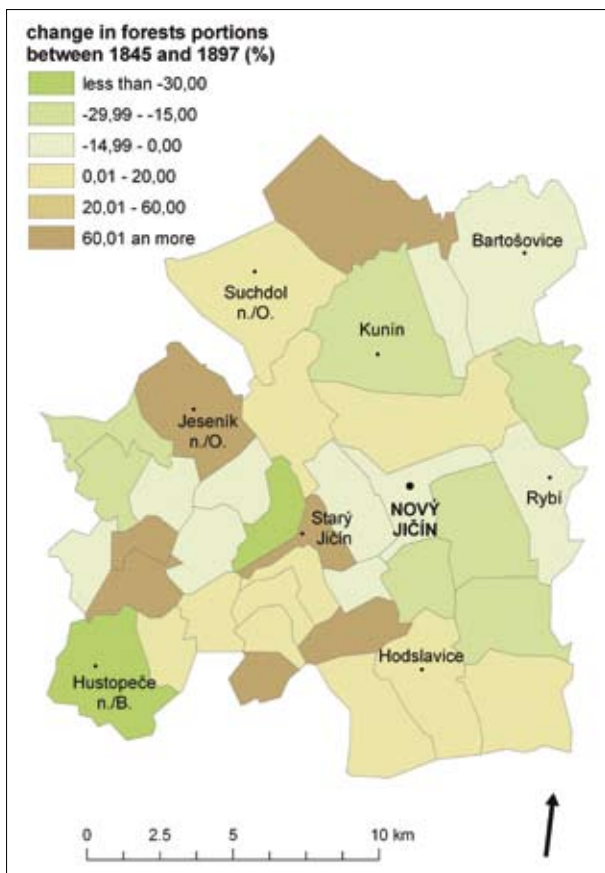 change in forests portions
between 1845 and 1897 (%)
less than -30,00
-29,99 - -15,00
-14,99 - 0,00
0,01 - 20,00
20,01 - 60,00
60,01 an more
Bartošovice
Suchdol
n./O.
Kunín
Jeseník
n./O.
Starý
Jičín
NOVÝ
JIČÍN
Rybí
Hustopeče
n./B.
Hodslavice
0 2.5 5 10 km